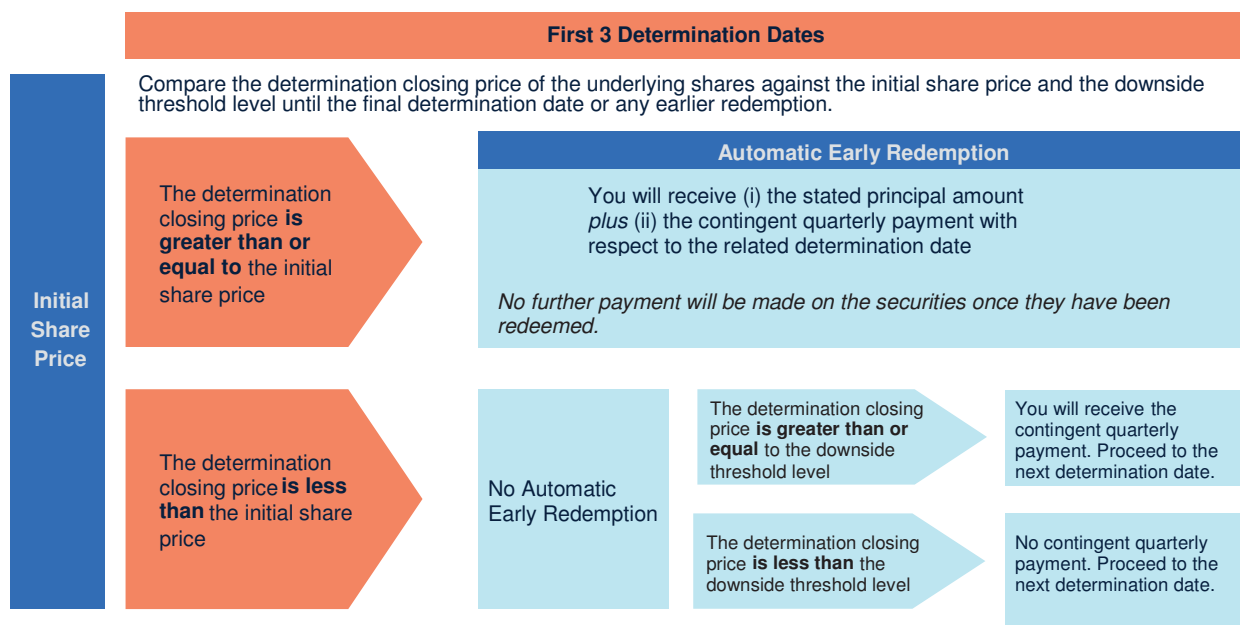 First 3 Determination Dates
Compare the determination closing price of the underlying shares against the initial share price and the downside
threshold level until the final determination date or any earlier redemption.
Initial
Share
Price
The determination
closing price is
greater than or
equal to the initial
share price
Automatic Early Redemption
You will receive (i) the stated principal amount
plus (ii) the contingent quarterly payment with
respect to the related determination date
No further payment will be made on the securities once they have been
redeemed.
The determination
closing price is less
than the initial share
price
No Automatic
Early Redemption
The determination closing
price is greater than or
equal to the downside
threshold level
You will receive the
contingent quarterly
payment. Proceed to the
next determination date.
The determination closing
price is less than the
downside threshold level
No contingent quarterly
payment. Proceed to the
next determination date.